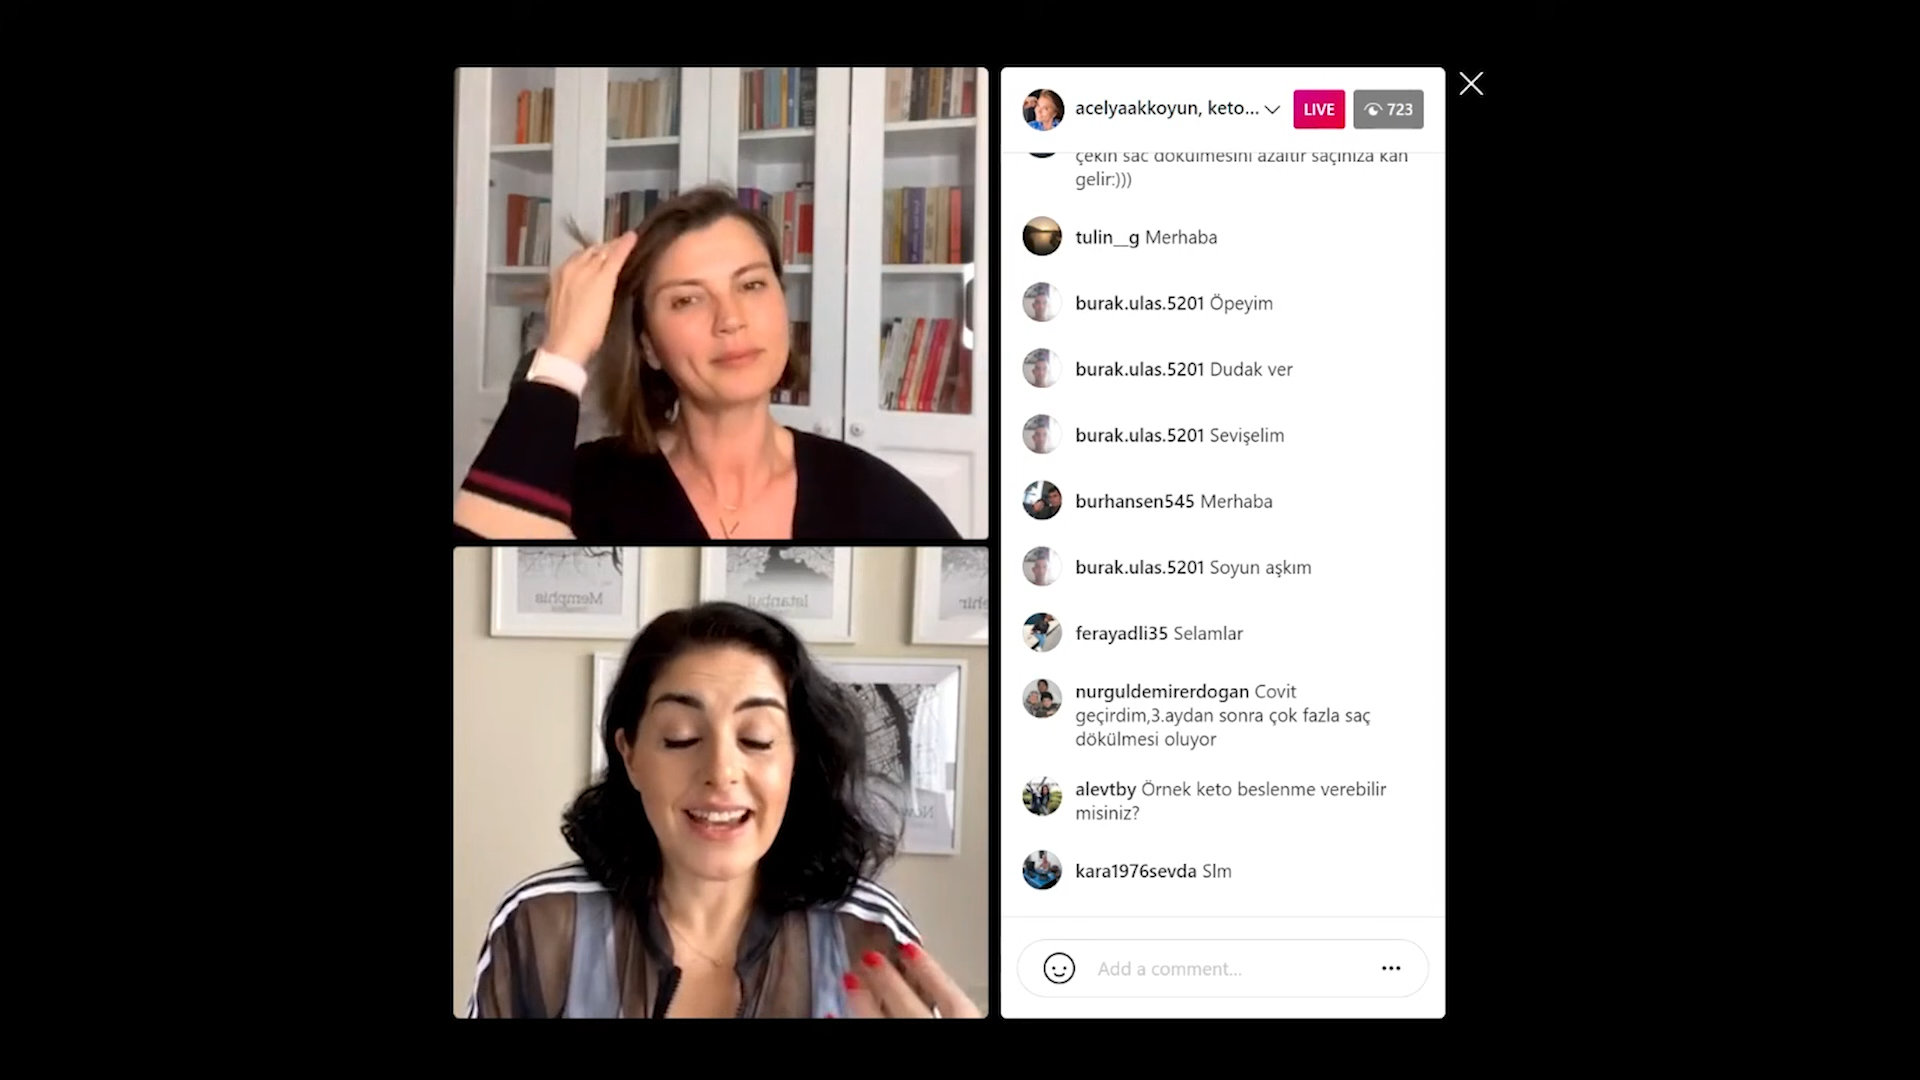 acelyaakkoyun, keto...
LIVE
723
çekin saç dökülmesini azaltır saçınıza kan
gelir:)))
tulin__g Merhaba
burak.ulas.5201 Öpeyim
burak.ulas.5201 Dudak ver
burak.ulas.5201 Sevişelim
burhansen545 Merhaba
burak.ulas.5201 Soyun aşkım
ferayadli35 Selamlar
nurguldemirerdogan Covit
geçirdim,3.aydan sonra çok fazla saç
dökülmesi oluyor
alevtby Örnek keto beslenme verebilir
misiniz?
kara1976sevda Slm
Add a comment...
Memphis
Istanbul